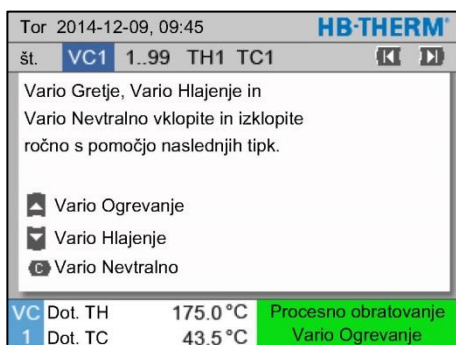 Tor 2014-12-09, 09:45 HB-THERM®
št. VC1 1..99 TH1 TC1
Vario Gretje, Vario Hlajenje in
Vario Nevtralno vklopite in izklopite
ročno s pomočjo naslednjih tipk.
Vario Ogrevanje
Vario Hlajenje
C Vario Nevtralno
VC Dot. TH 175.0 °C Procesno obratovanje
1 Dot. TC 43.5 °C Vario Ogrevanje